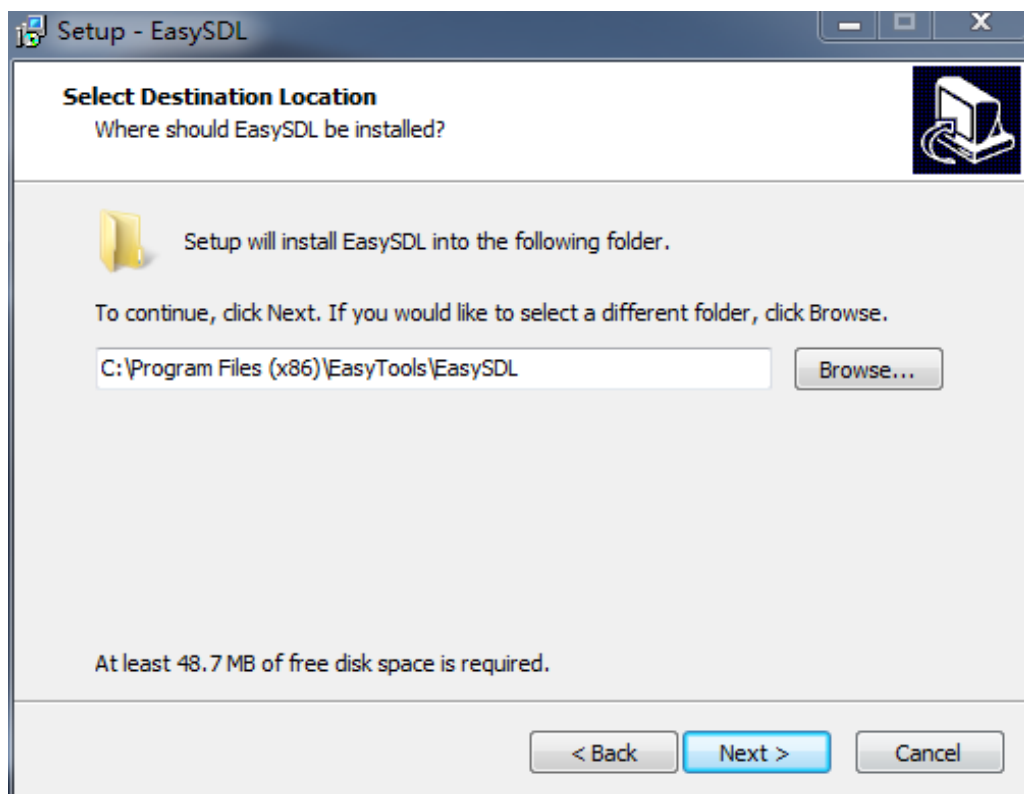 Setup - EasySDL
Select Destination Location
Where should EasySDL be installed?
Setup will install EasySDL into the following folder.
To continue, click Next. If you would like to select a different folder, click Browse.
C:\Program Files (x86)\EasyTools\EasySDL
Browse...
At least 48.7 MB of free disk space is required.
< Back
Next >
Cancel